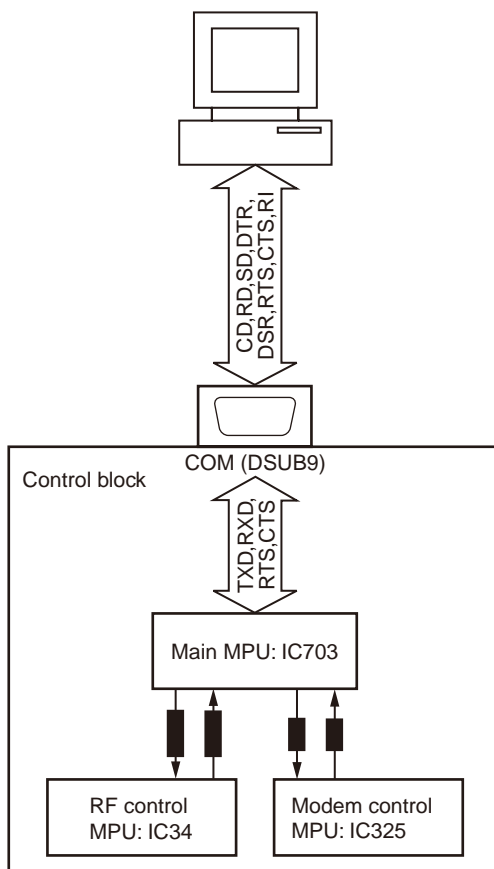 CD,RD,SD,DTR,
DSR,RTS,CTS,RI
COM (DSUB9)
Control block
TXD,RXD,
RTS,CTS
Main MPU: IC703
RF control
MPU: IC34
Modem control
MPU: IC325